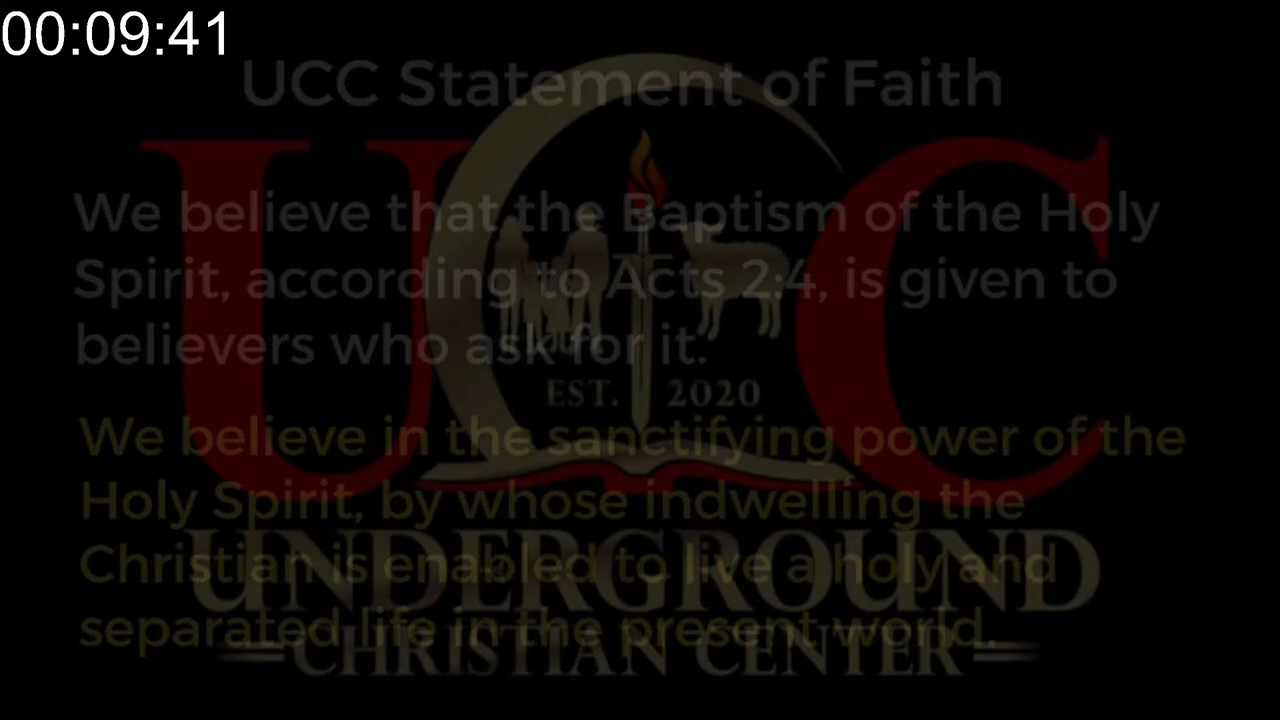 00:09:41
UCC Statement of Faith
UCC
We believe that the Baptism of the Holy
Spirit, according to Acts 2:4, is given to
believers who ask for it.
EST. 2020
We believe in the sanctifying power of the
Holy Spirit, by whose indwelling the
Christian is enabled to live a holy and
separated life in the present world.
UNDERGROUND
CHRISTIAN CENTER